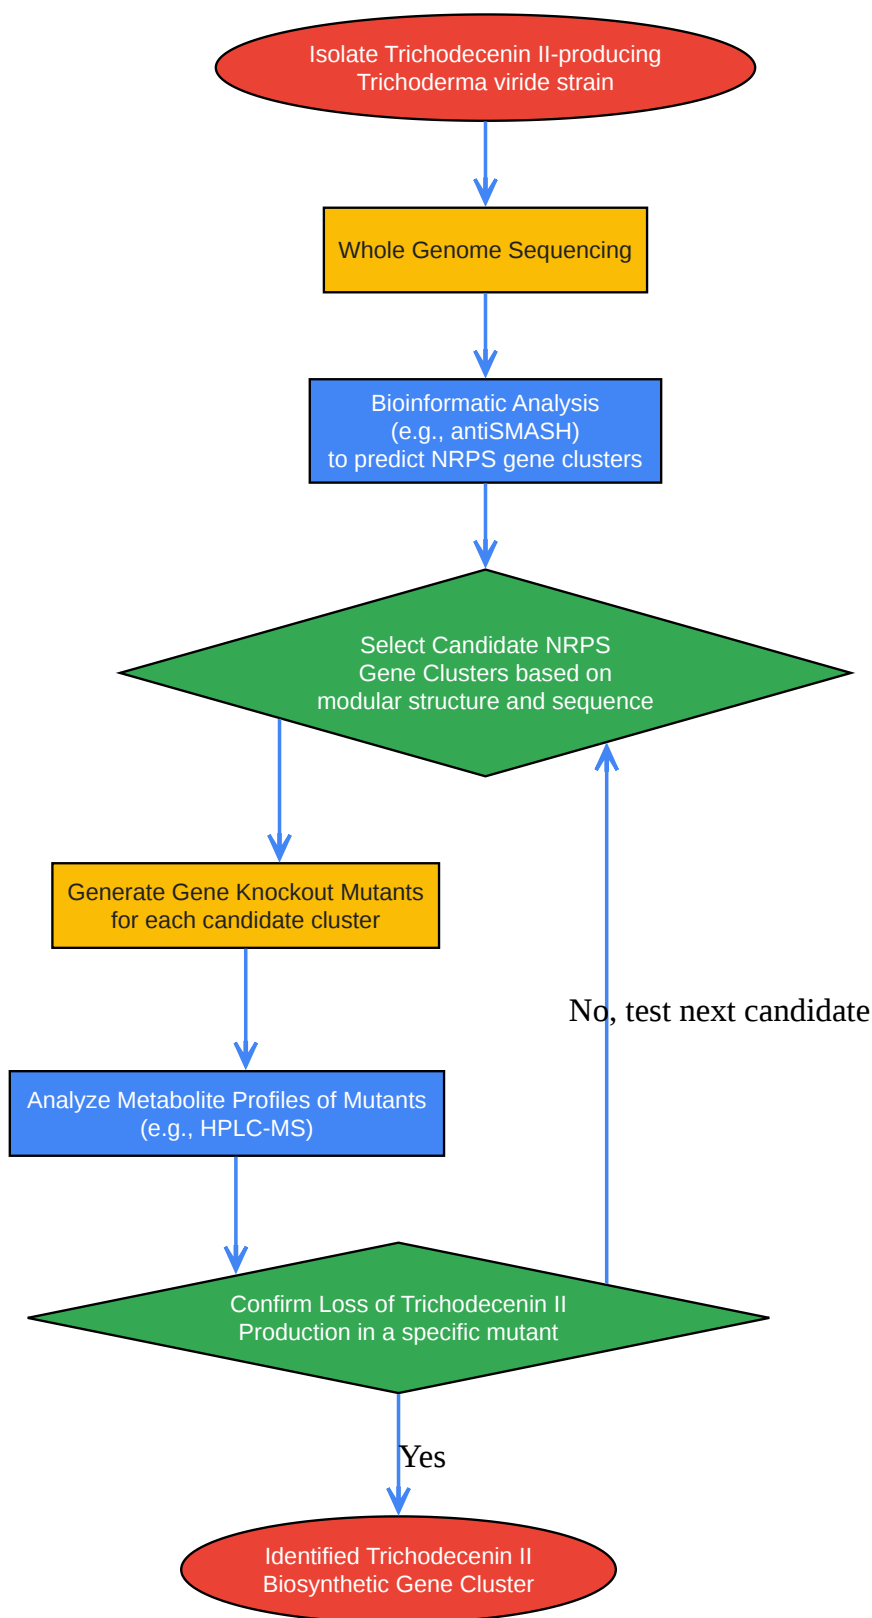 Isolate Trichodecenin II-producing
Trichoderma viride strain
Whole Genome Sequencing
Bioinformatic Analysis
(e.g., antiSMASH)
to predict NRPS gene clusters
Select Candidate NRPS
Gene Clusters based on
modular structure and sequence
Generate Gene Knockout Mutants
for each candidate cluster
No, test next candidate
Analyze Metabolite Profiles of Mutants
(e.g., HPLC-MS)
Confirm Loss of Trichodecenin II
Production in a specific mutant
Yes
Identified Trichodecenin II
Biosynthetic Gene Cluster